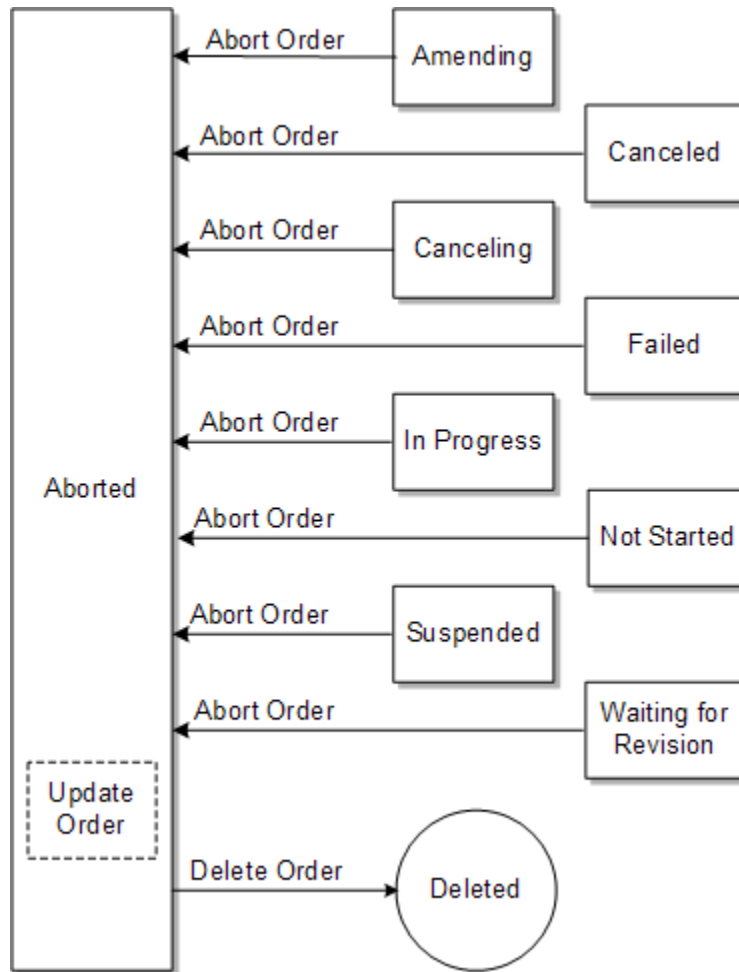 Abort Order
Amending
Abort Order
Canceled
Abort Order
Canceling
Abort Order
Failed
Abort Order
In Progress
Aborted
Abort Order
Not Started
Abort Order
Suspended
Abort Order
Waiting for
Revision
Update
Order
Delete Order
Deleted